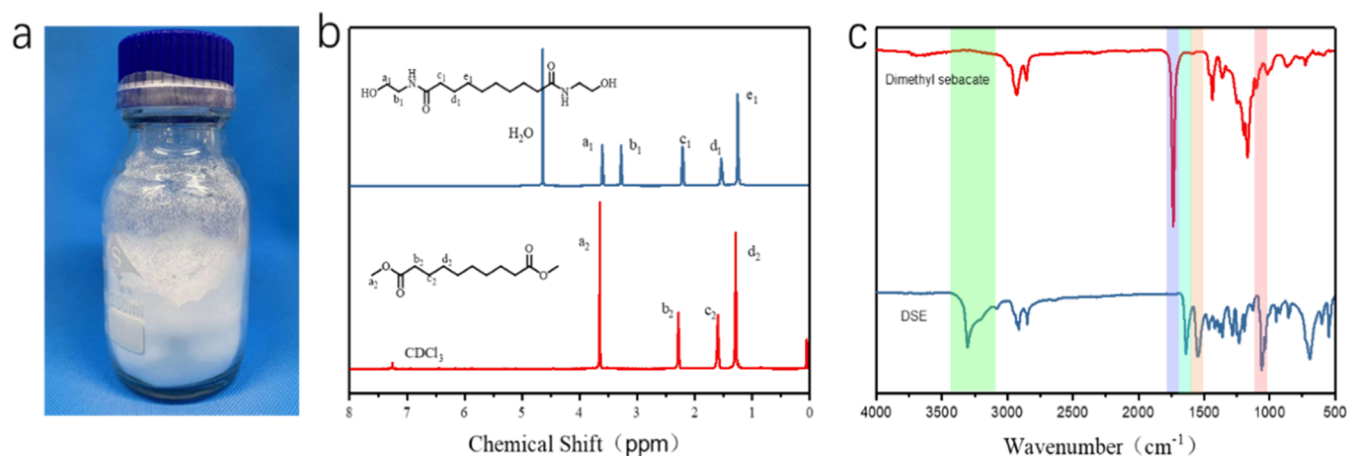 a
b
c
a₁
H
N
c₁
e₁
O
HO
b₁
O
d₁
N
H
OH
H₂O
a₁
b₁
c₁
d₁
e₁
a₂
O
b₂
d₂
O
c₂
O
O
a₂
b₂
c₂
d₂
CDCl₃
8 7 6 5 4 3 2 1 0
Chemical Shift（ppm）
Dimethyl sebacate
DSE
4000 3500 3000 2500 2000 1500 1000 500
Wavenumber（cm⁻¹）